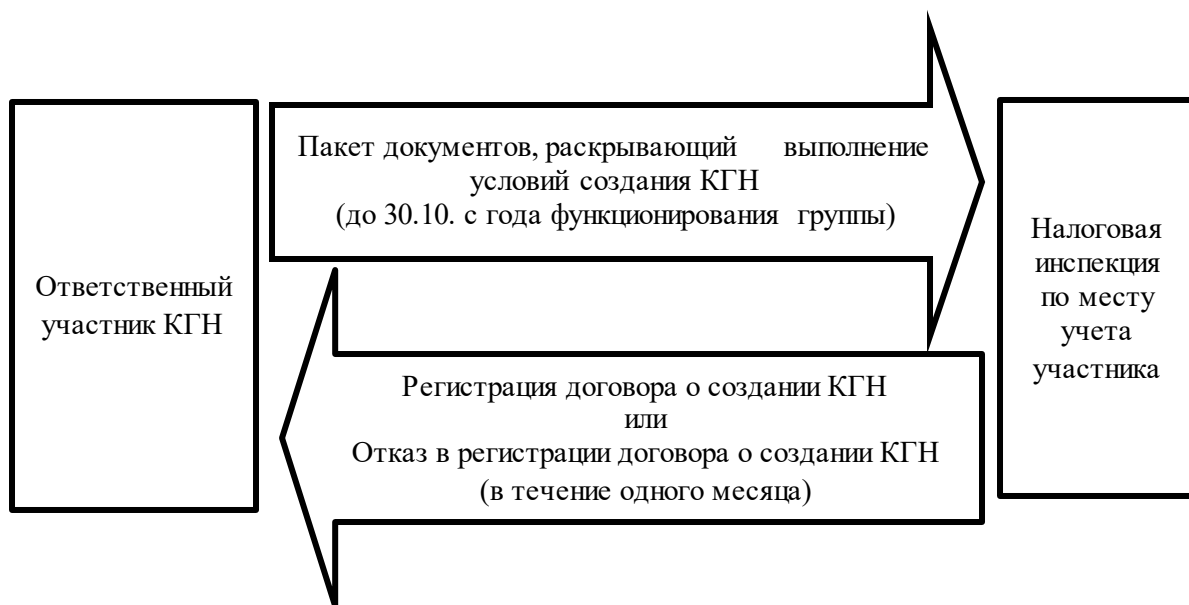 Ответственный
участник КГН
Пакет документов, раскрывающий выполнение
условий создания КГН
(до 30.10. с года функционирования группы)
Регистрация договора о создании КГН
или
Отказ в регистрации договора о создании КГН
(в течение одного месяца)
Налоговая
инспекция
по месту
учета
участника